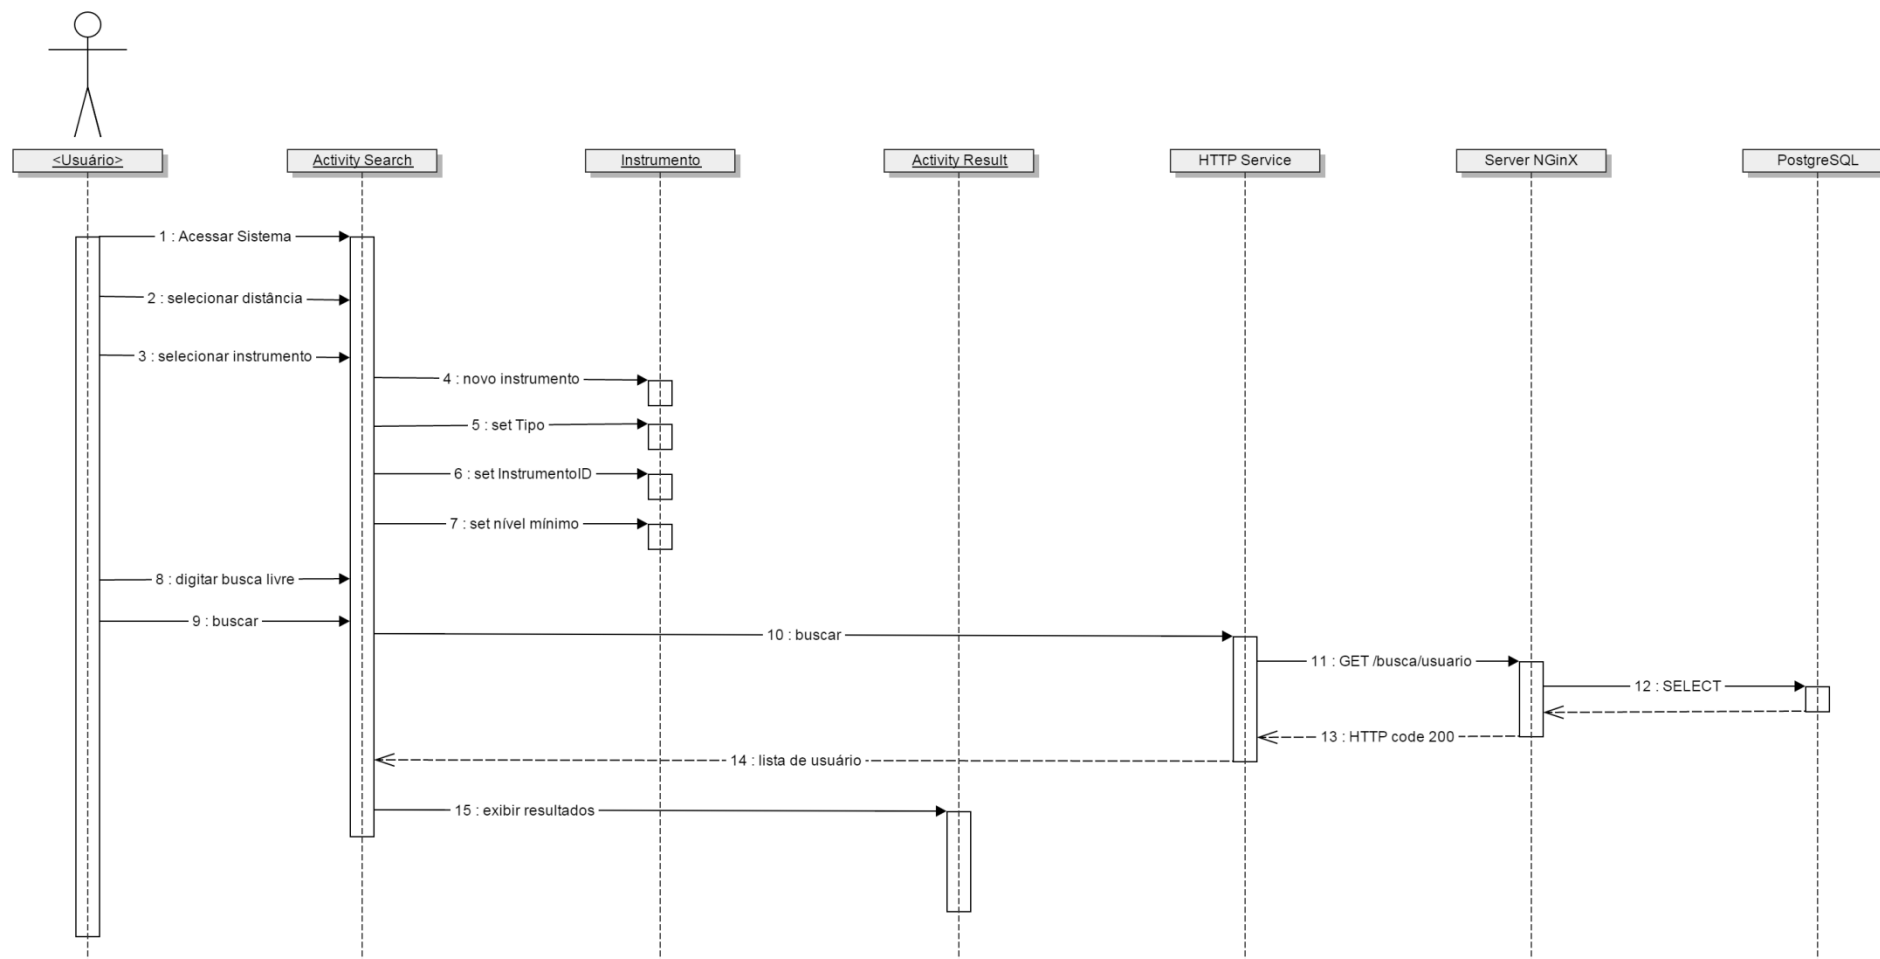 <Usuário>
Activity Search
Instrumento
Activity Result
HTTP Service
Server NGinX
PostgreSQL
1 : Acessar Sistema
2 : selecionar distância
3 : selecionar instrumento
4 : novo instrumento
5 : set Tipo
6 : set InstrumentoID
7 : set nível mínimo
8 : digitar busca livre
9 : buscar
10 : buscar
11 : GET /busca/usuario
12 : SELECT
13 : HTTP code 200
14 : lista de usuário
15 : exibir resultados